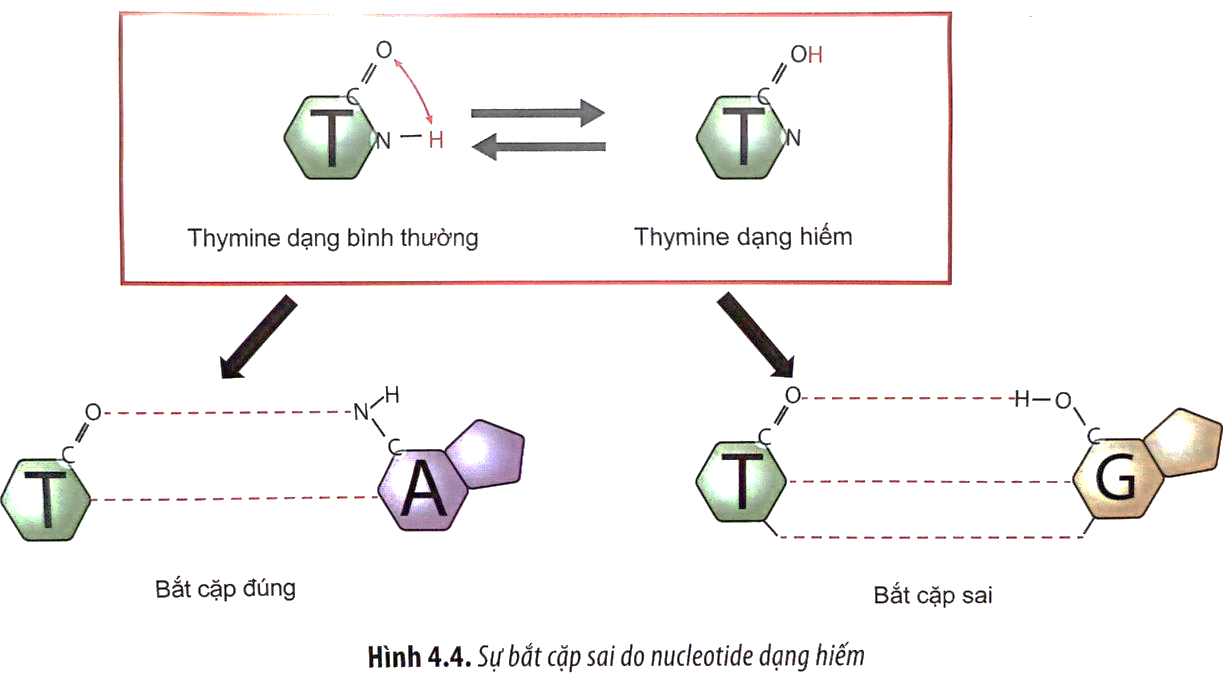 O
C
T
N
H
OH
C
T
N
Thymine dạng bình thường
Thymine dạng hiếm
O
C
T
H
N
C
A
Bắt cặp đúng
O
C
T
H
O
C
G
Bắt cặp sai
Hình 4.4. Sự bắt cặp sai do nucleotide dạng hiếm